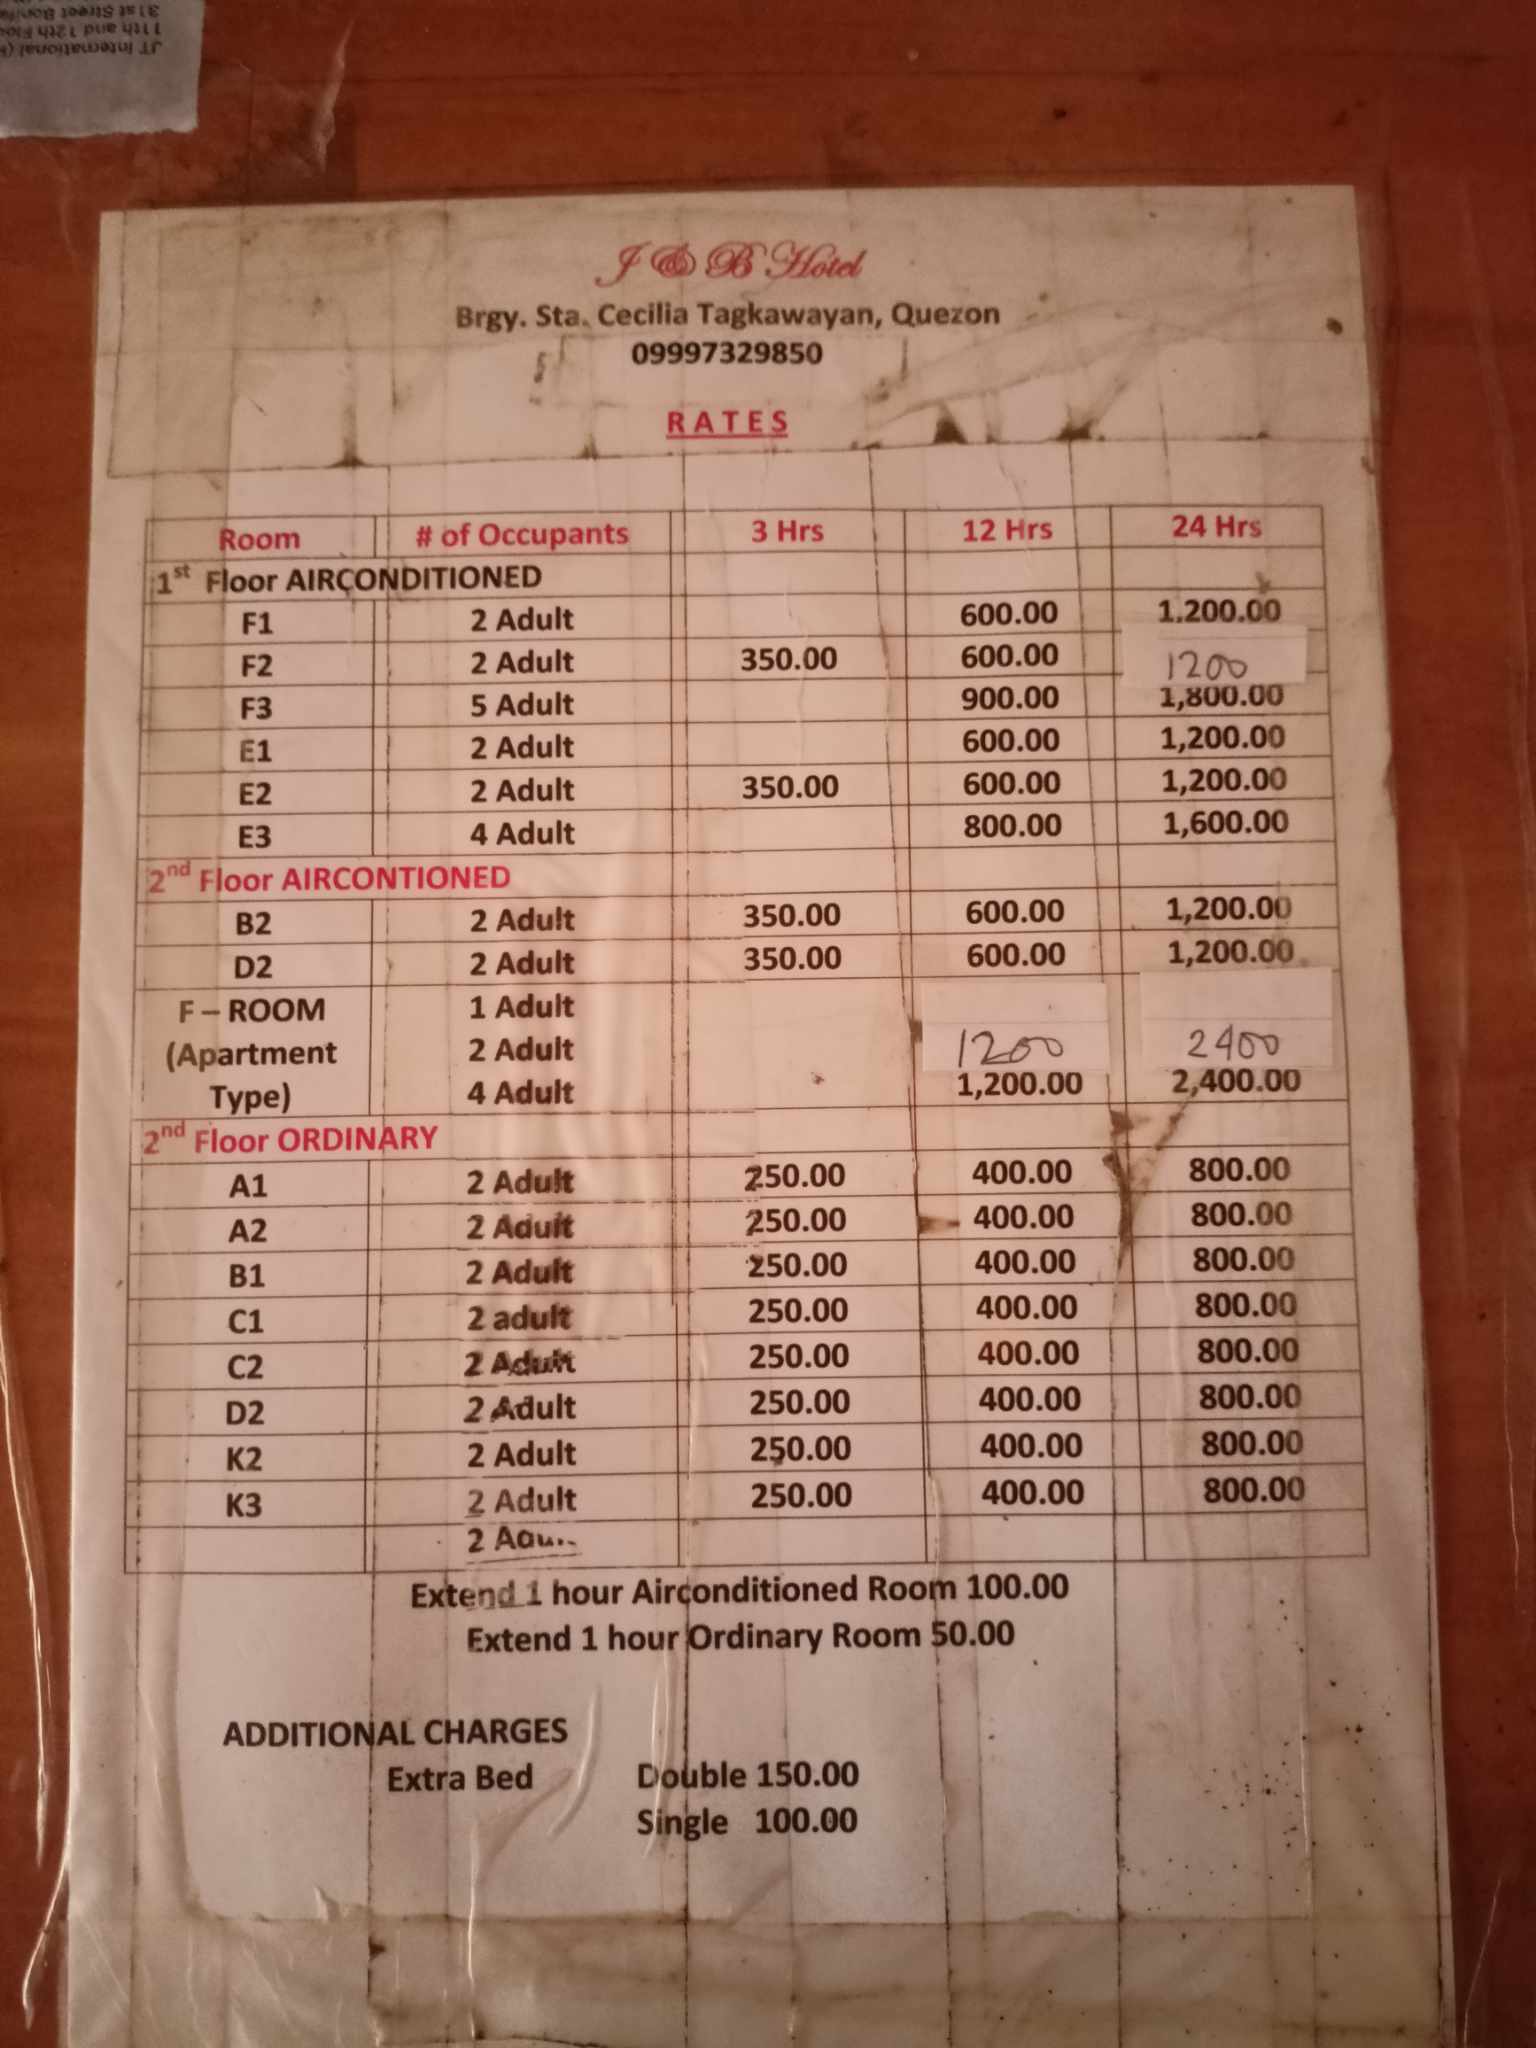 JT International
11th and 12th
31st Street
J & B Hotel
Brgy. Sta. Cecilia Tagkawayan, Quezon
09997329850
RATES
Room # of Occupants 3 Hrs 12 Hrs 24 Hrs
1st Floor AIRCONDITIONED
F1 2 Adult 600.00 1.200.00
F2 2 Adult 350.00 600.00 1200
F3 5 Adult 900.00 1,800.00
E1 2 Adult 600.00 1,200.00
E2 2 Adult 350.00 600.00 1,200.00
E3 4 Adult 800.00 1,600.00
2nd Floor AIRCONTIONED
B2 2 Adult 350.00 600.00 1,200.00
D2 2 Adult 350.00 600.00 1,200.00
F – ROOM 1 Adult
(Apartment 2 Adult 1200 2400
Type) 4 Adult 1,200.00 2,400.00
2nd Floor ORDINARY
A1 2 Adult 250.00 400.00 800.00
A2 2 Adult 250.00 400.00 800.00
B1 2 Adult 250.00 400.00 800.00
C1 2 adult 250.00 400.00 800.00
C2 2 Adult 250.00 400.00 800.00
D2 2 Adult 250.00 400.00 800.00
K2 2 Adult 250.00 400.00 800.00
K3 2 Adult 250.00 400.00 800.00
2
Extend 1 hour Airconditioned Room 100.00
Extend 1 hour Ordinary Room 50.00
ADDITIONAL CHARGES
Extra Bed Double 150.00
Single 100.00